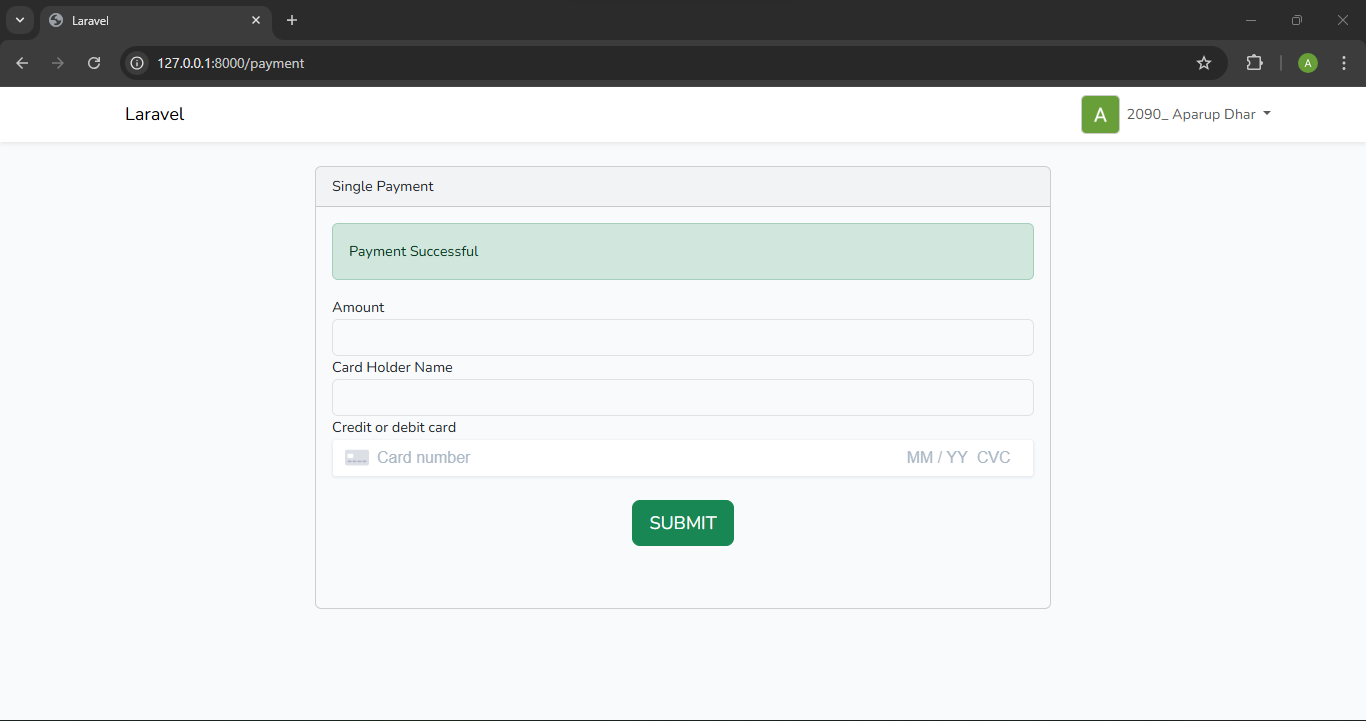 Laravel
127.0.0.1:8000/payment
A
Laravel
A 2090_ Aparup Dhar
Single Payment
Payment Successful
Amount
Card Holder Name
Credit or debit card
Card number MM / YY CVC
SUBMIT